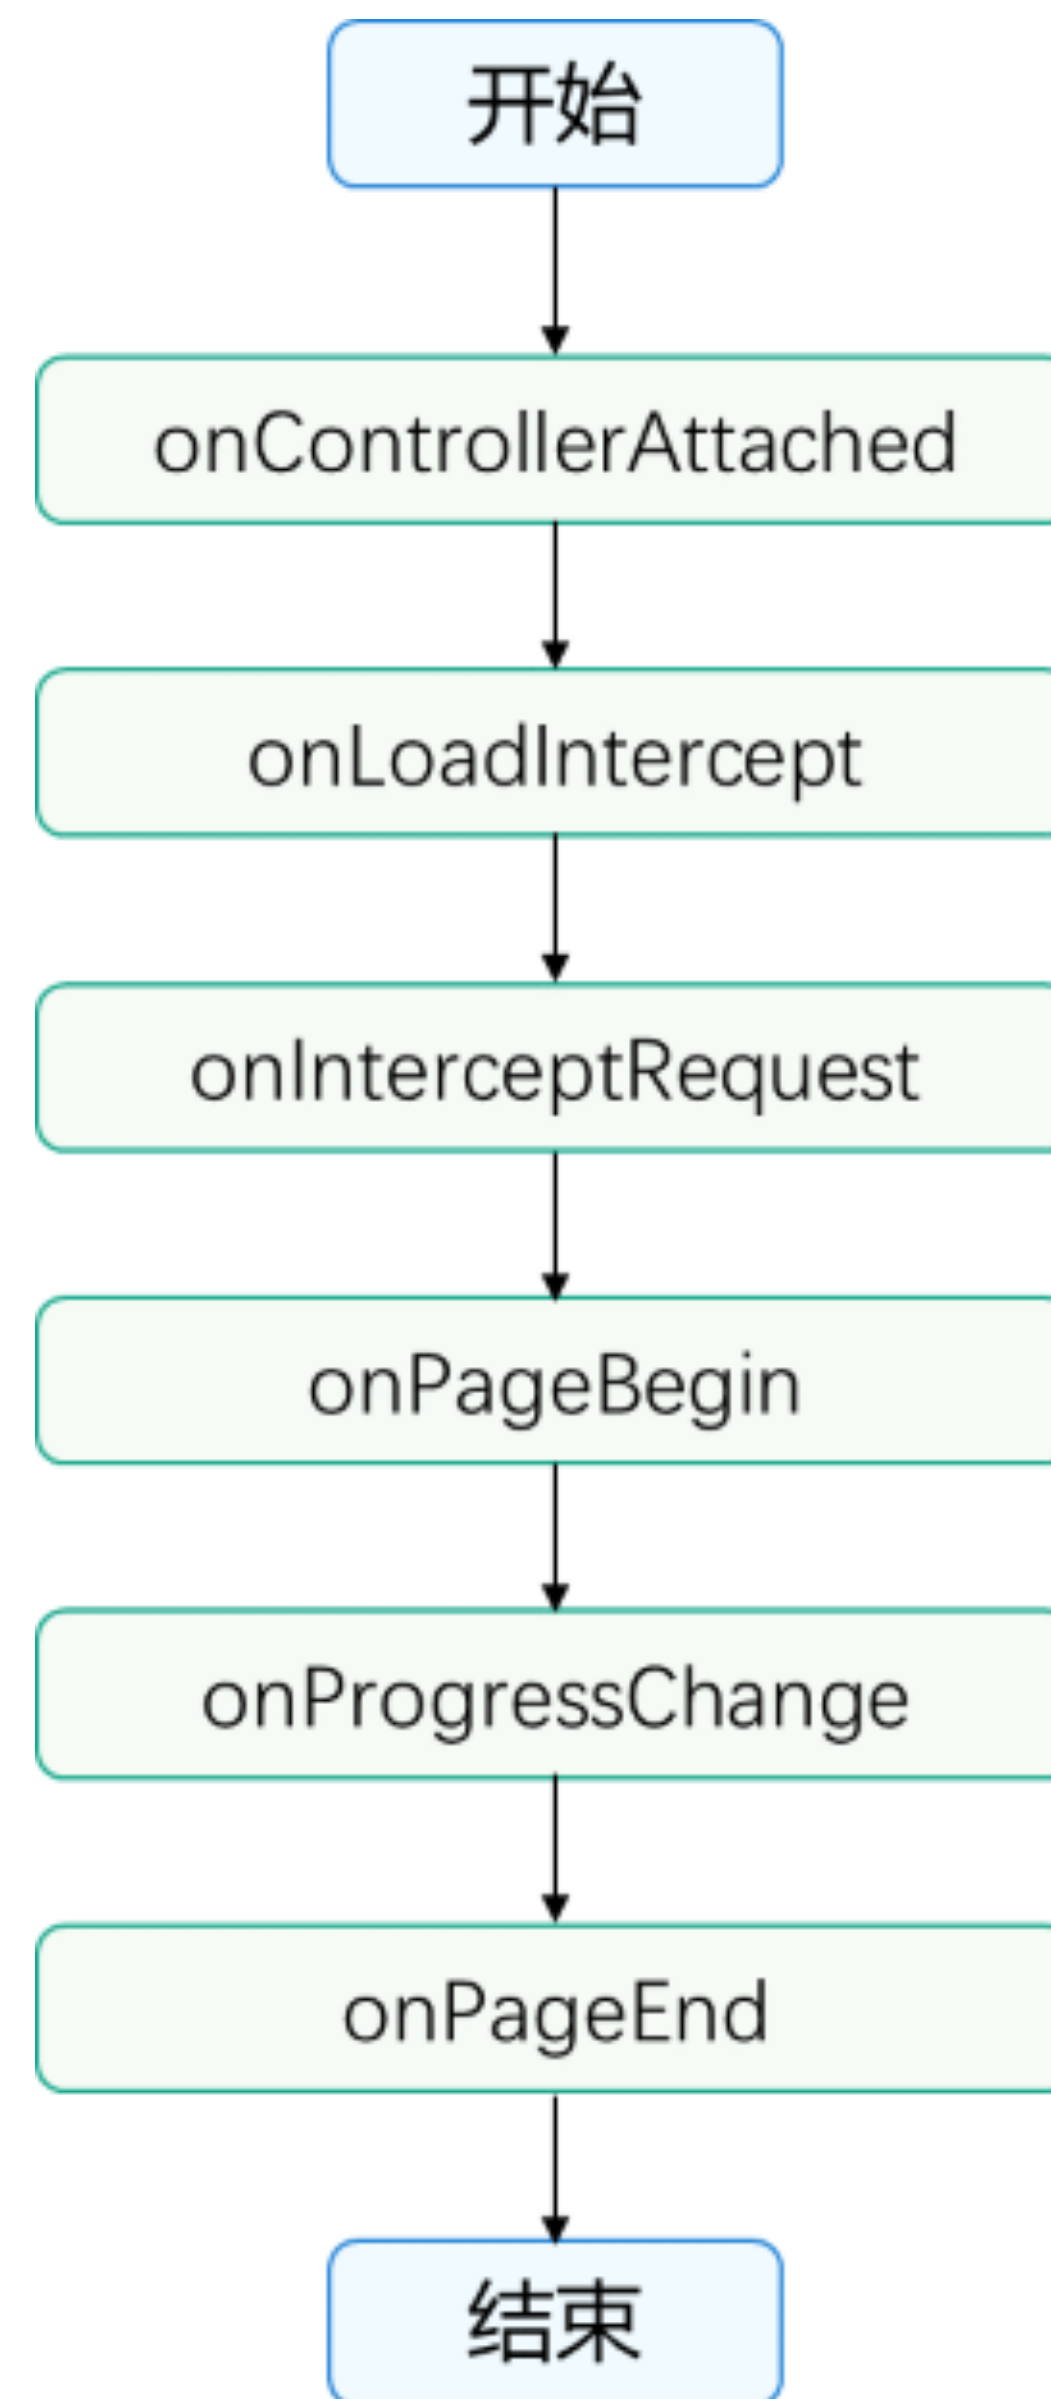 开始
onControllerAttached
onLoadIntercept
onInterceptRequest
onPageBegin
onProgressChange
onPageEnd
结束